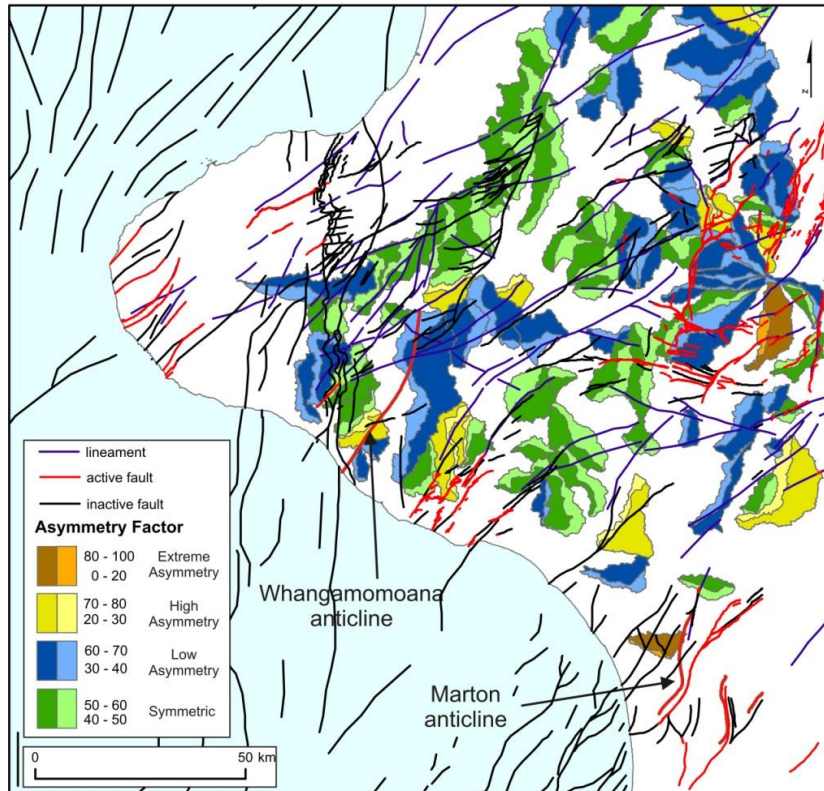 z
lineament
active fault
inactive fault
Asymmetry Factor
80 - 100
0 - 20
Extreme
Asymmetry
70 - 80
20 - 30
High
Asymmetry
60 - 70
30 - 40
Low
Asymmetry
50 - 60
40 - 50
Symmetric
0 50 km
Whangamomoana
anticline
Marton
anticline